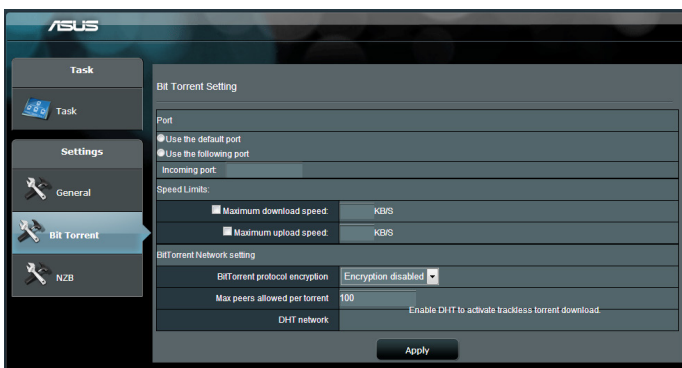 ASUS
Task
Task
Settings
General
Bit Torrent
NZB
Bit Torrent Setting
Port
Use the default port
Use the following port
Incoming port:
Speed Limits:
Maximum download speed: KB/S
Maximum upload speed: KB/S
BitTorrent Network setting
BitTorrent protocol encryption Encryption disabled
Max peers allowed per torrent 100
DHT network Enable DHT to activate trackless torrent download.
Apply